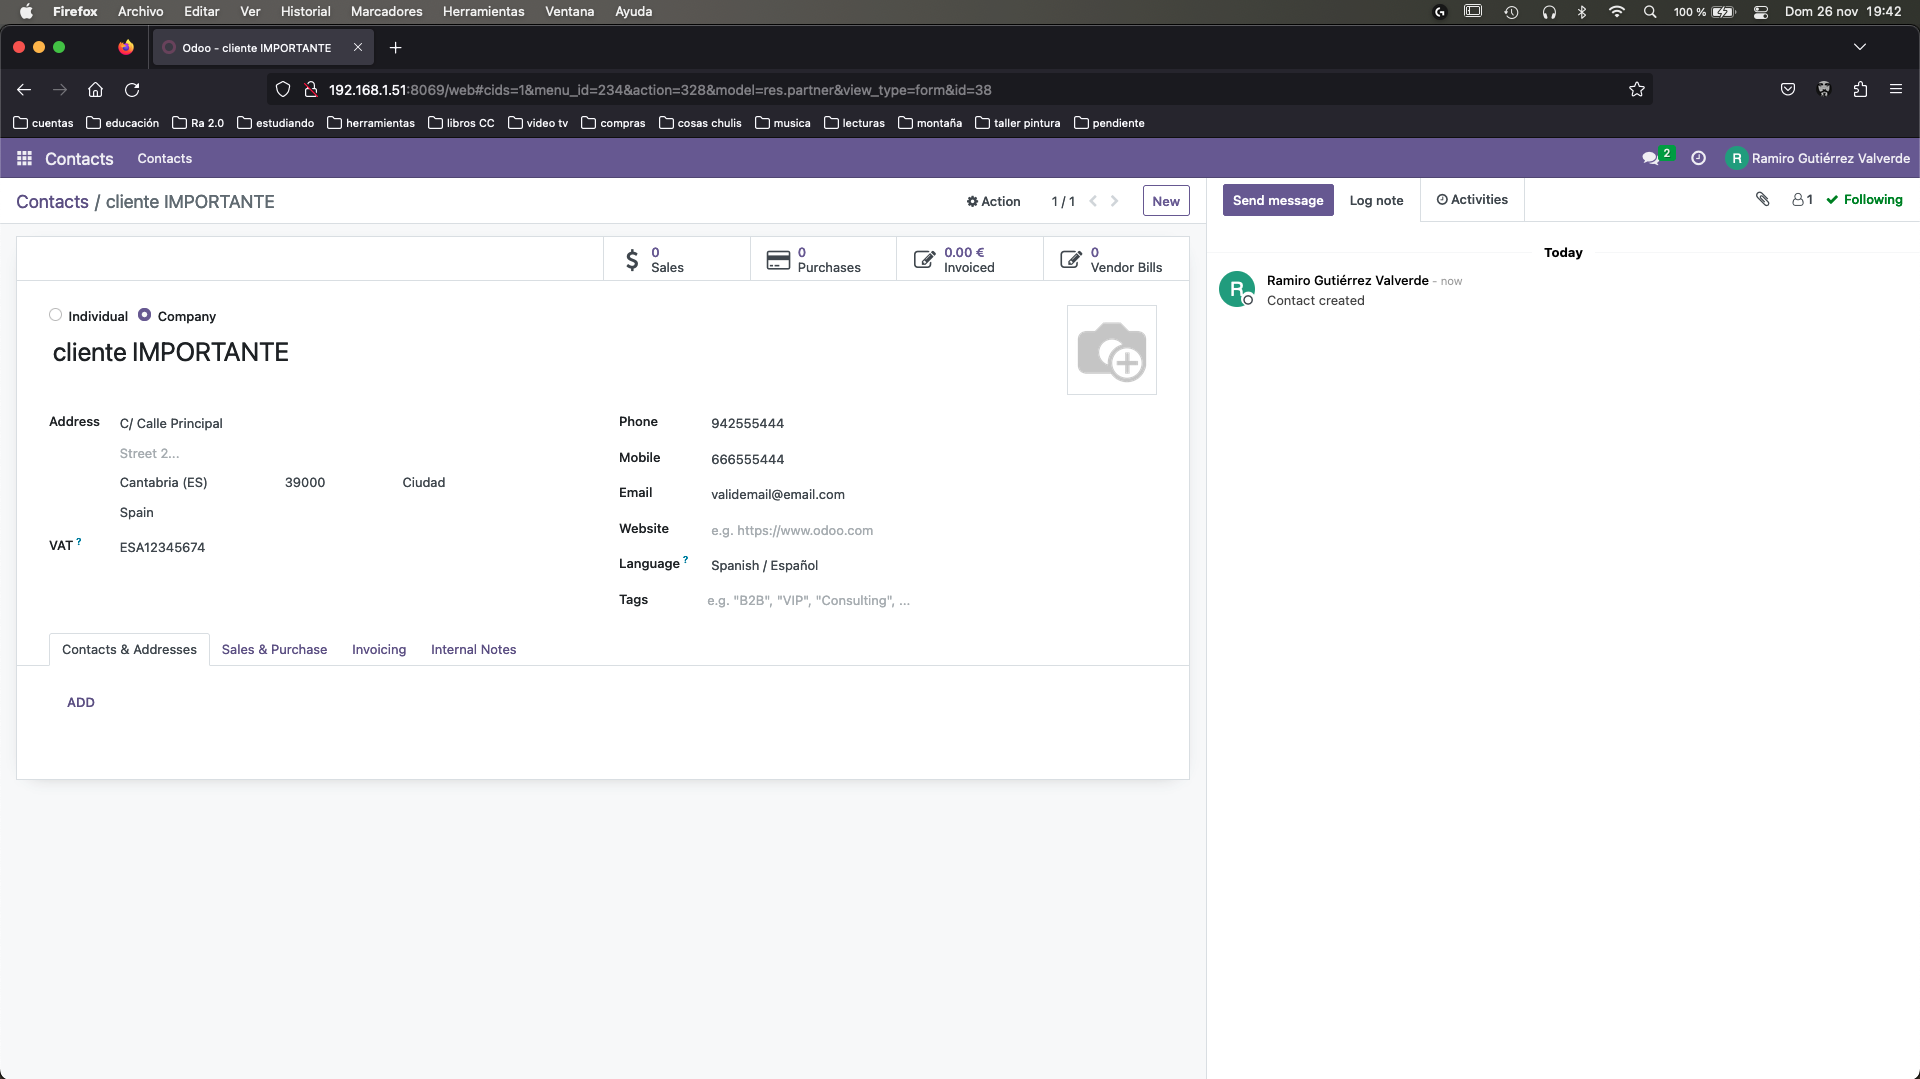 Firefox Archivo Editar Ver Historial Marcadores Herramientas Ventana Ayuda 100 % Dom 26 nov 19:42
Odoo - cliente IMPORTANTE
192.168.1.51:8069/web#cids=1&menu_id=234&action=328&model=res.partner&view_type=form&id=38
cuentas educación Ra 2.0 estudiando herramientas libros CC video tv compras cosas chulis musica lecturas montaña taller pintura pendiente
Contacts Contacts 2 R Ramiro Gutiérrez Valverde
Contacts / cliente IMPORTANTE Action 1 / 1 New
Send message Log note Activities 1 Following
0 Sales
0 Purchases
0.00 € Invoiced
0 Vendor Bills
Today
R Ramiro Gutiérrez Valverde - now
Contact created
Individual Company
cliente IMPORTANTE
Address C/ Calle Principal
Street 2...
Cantabria (ES) 39000 Ciudad
Spain
VAT ? ESA12345674
Phone 942555444
Mobile 666555444
Email validemail@email.com
Website e.g. https://www.odoo.com
Language ? Spanish / Español
Tags e.g. "B2B", "VIP", "Consulting", ...
Contacts & Addresses Sales & Purchase Invoicing Internal Notes
ADD